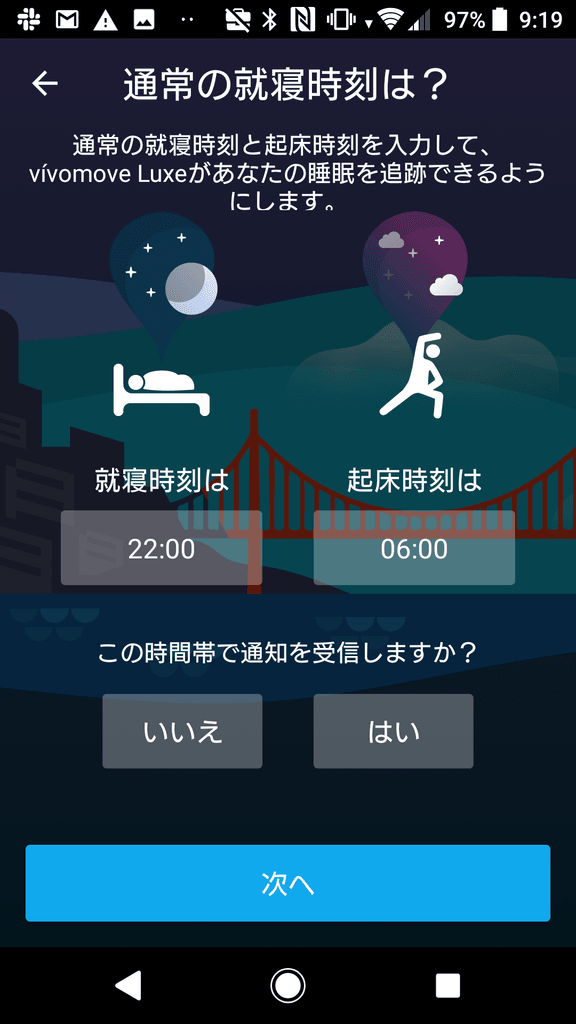 97% 9:19
通常の就寝時刻は？
通常の就寝時刻と起床時刻を入力して、
vívomove Luxeがあなたの睡眠を追跡できるよう
にします。
就寝時刻は 起床時刻は
22:00 06:00
この時間帯で通知を受信しますか？
いいえ はい
次へ